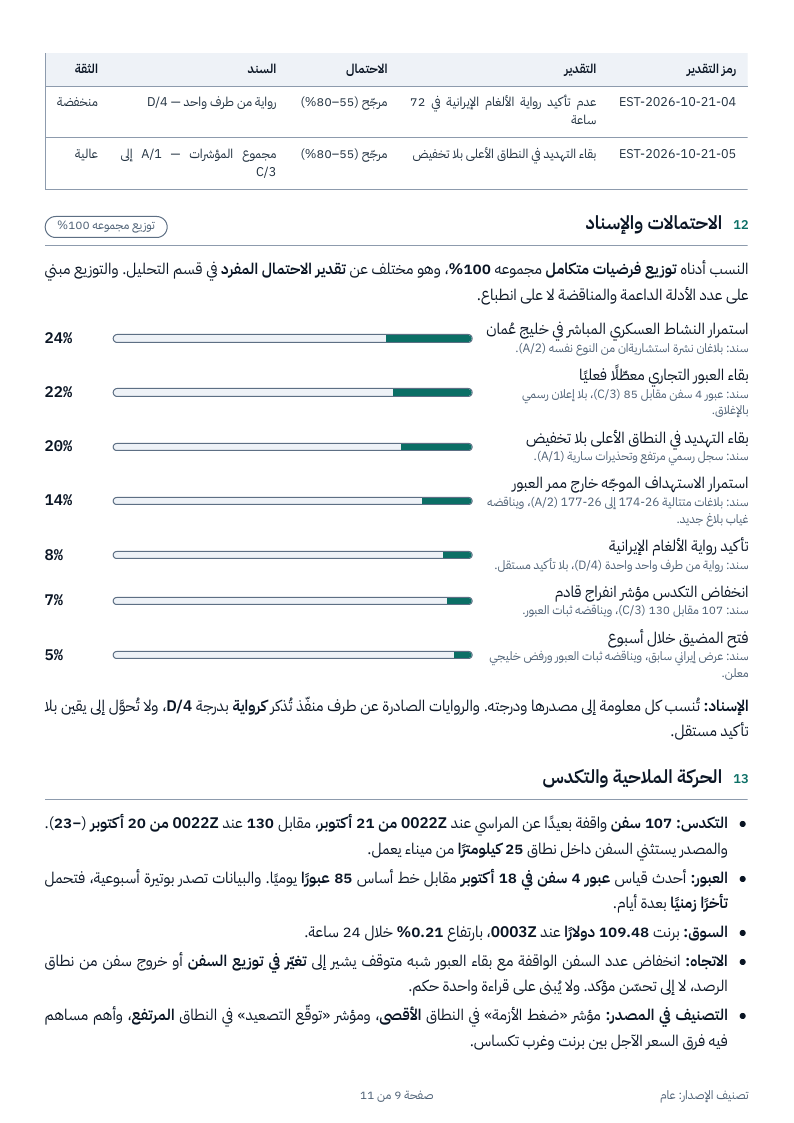 رمز التقدير التقدير الاحتمال السند الثقة
EST-2026-10-21-04 عدم تأكيد رواية الألغام الإيرانية في 72 مرجّح (55–80%) رواية من طرف واحد — D/4 منخفضة
ساعة
EST-2026-10-21-05 بقاء التهديد في النطاق الأعلى بلا تخفيض مرجّح (55–80%) مجموع المؤشرات — A/1 إلى عالية
C/3
12 الاحتمالات والإسناد توزيع مجموعه 100%
النسب أدناه توزيع فرضيات متكامل مجموعه 100%، وهو مختلف عن تقدير الاحتمال المفرد في قسم التحليل. والتوزيع مبني
على عدد الأدلة الداعمة والمناقضة لا على انطباع.
استمرار النشاط العسكري المباشر في خليج عُمان 24%
سند: بلاغان نشرة استشاريةان من النوع نفسه (A/2).
بقاء العبور التجاري معطّلًا فعليًا 22%
سند: عبور 4 سفن مقابل 85 (C/3)، بلا إعلان رسمي
بالإغلاق.
بقاء التهديد في النطاق الأعلى بلا تخفيض 20%
سند: سجل رسمي مرتفع وتحذيرات سارية (A/1).
استمرار الاستهداف الموجّه خارج ممر العبور 14%
سند: بلاغات متتالية 26-174 إلى 26-177 (A/2)، ويناقضه
غياب بلاغ جديد.
تأكيد رواية الألغام الإيرانية 8%
سند: رواية من طرف واحد واحدة (D/4)، بلا تأكيد مستقل.
انخفاض التكدس مؤشر انفراج قادم 7%
سند: 107 مقابل 130 (C/3)، ويناقضه ثبات العبور.
فتح المضيق خلال أسبوع 5%
سند: عرض إيراني سابق، ويناقضه ثبات العبور ورفض خليجي
معلن.
الإسناد: تُنسب كل معلومة إلى مصدرها ودرجته. والروايات الصادرة عن طرف منفّذ تُذكر كرواية بدرجة D/4، ولا تُحوَّل إلى يقين بلا
تأكيد مستقل.
13 الحركة الملاحية والتكدس
• التكدس: 107 سفن واقفة بعيدًا عن المراسي عند 0022Z من 21 أكتوبر، مقابل 130 عند 0022Z من 20 أكتوبر (−23).
والمصدر يستثني السفن داخل نطاق 25 كيلومترًا من ميناء يعمل.
• العبور: أحدث قياس عبور 4 سفن في 18 أكتوبر مقابل خط أساس 85 عبورًا يوميًا. والبيانات تصدر بوتيرة أسبوعية، فتحمل
تأخرًا زمنيًا بعدة أيام.
• السوق: برنت 109.48 دولارًا عند 0003Z، بارتفاع 0.21% خلال 24 ساعة.
• الاتجاه: انخفاض عدد السفن الواقفة مع بقاء العبور شبه متوقف يشير إلى تغيّر في توزيع السفن أو خروج سفن من نطاق
الرصد، لا إلى تحسّن مؤكد. ولا يُبنى على قراءة واحدة حكم.
• التصنيف في المصدر: مؤشر «ضغط الأزمة» في النطاق الأقصى، ومؤشر «توقّع التصعيد» في النطاق المرتفع، وأهم مساهم
فيه فرق السعر الآجل بين برنت وغرب تكساس.
تصنيف الإصدار: عام صفحة 9 من 11